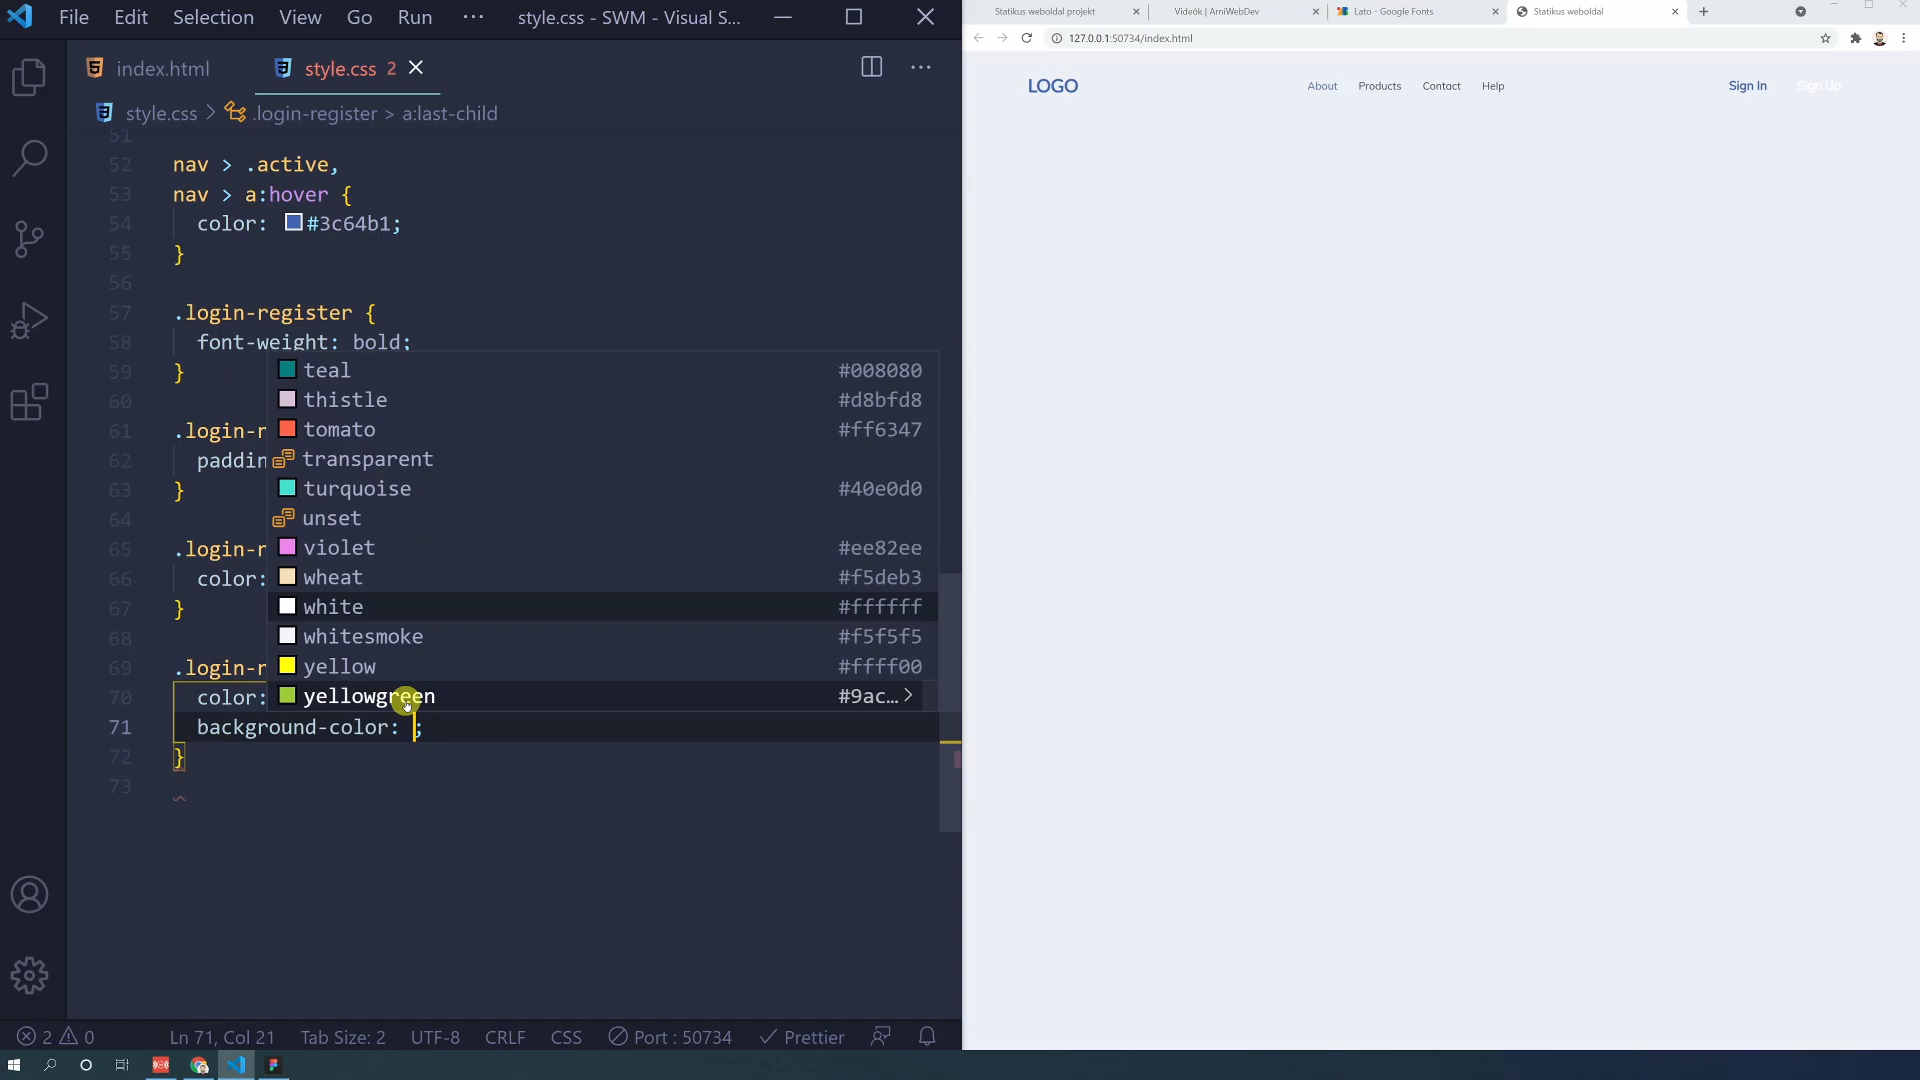 File Edit Selection View Go Run ··· style.css - SWM - Visual S...
index.html
style.css 2
style.css > .login-register > a:last-child
51
52 nav > .active,
53 nav > a:hover {
54 color: #3c64b1;
55 }
56
57 .login-register {
58 font-weight: bold;
59 }
60
61 .login-r
62 paddin
63 }
64
65 .login-r
66 color:
67 }
68
69 .login-r
70 color:
71 background-color: ;
72 }
73
teal #008080
thistle #d8bfd8
tomato #ff6347
transparent
turquoise #40e0d0
unset
violet #ee82ee
wheat #f5deb3
white #ffffff
whitesmoke #f5f5f5
yellow #ffff00
yellowgreen #9ac... >
2 0 Ln 71, Col 21 Tab Size: 2 UTF-8 CRLF CSS Port : 50734 Prettier
Statikus weboldal projekt
Videók | ArniWebDev
Lato - Google Fonts
Statikus weboldal
127.0.0.1:50734/index.html
LOGO About Products Contact Help Sign In Sign Up